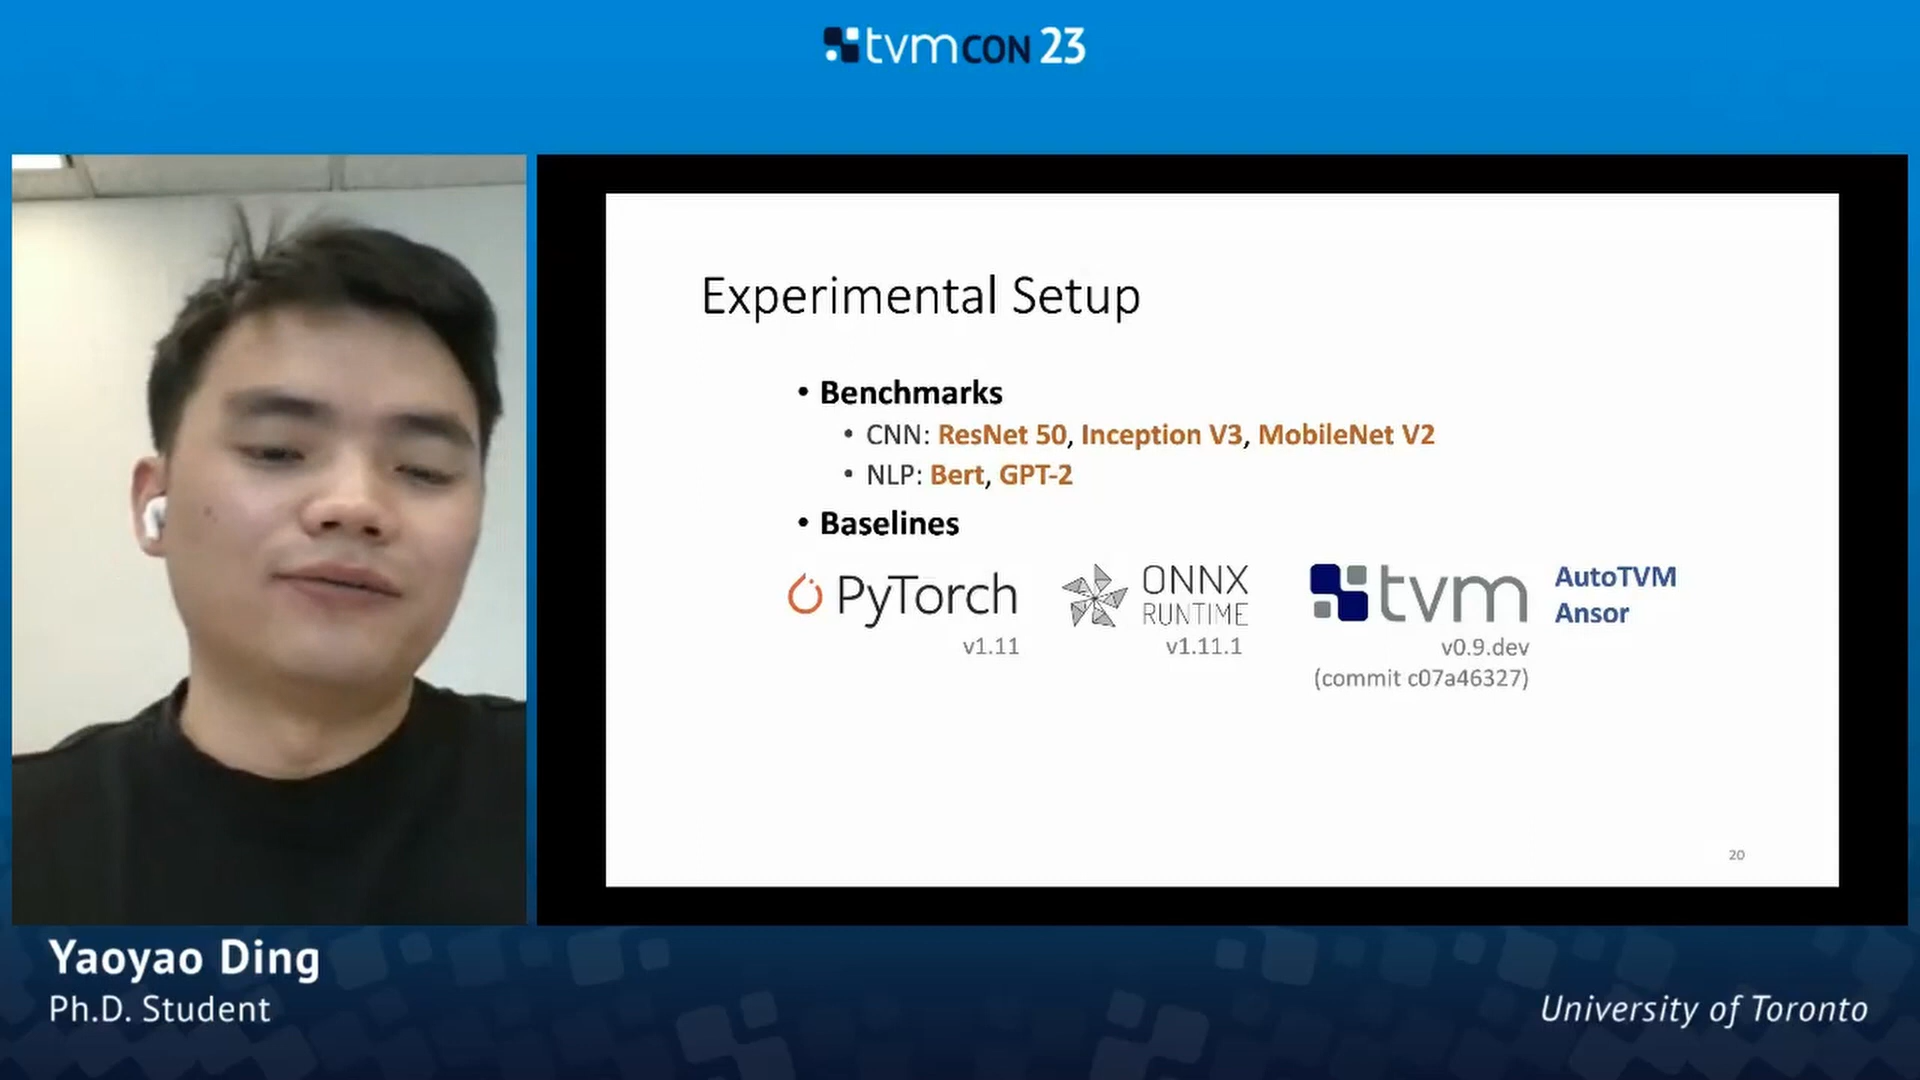 tvmCON 23
Experimental Setup
• Benchmarks
• CNN: ResNet 50, Inception V3, MobileNet V2
• NLP: Bert, GPT-2
• Baselines
PyTorch
v1.11
ONNX
RUNTIME
v1.11.1
tvm
v0.9.dev
(commit c07a46327)
AutoTVM
Ansor
20
Yaoyao Ding
Ph.D. Student
University of Toronto